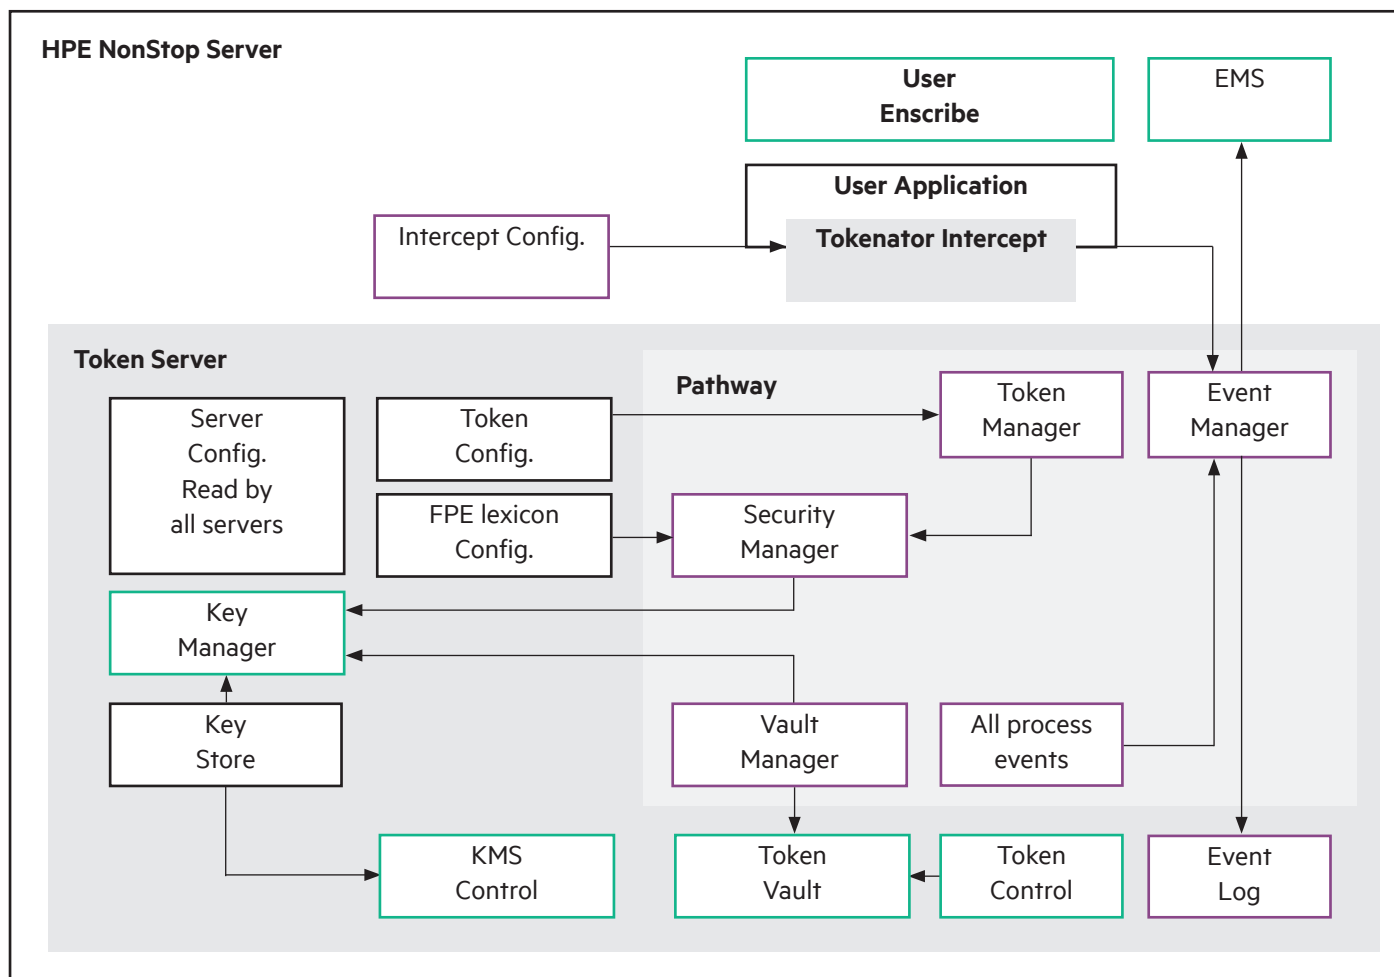 HPE NonStop Server
User
Enscribe
EMS
User Application
Tokenator Intercept
Intercept Config.
Token Server
Pathway
Server
Config.
Read by
all servers
Token
Config.
Token
Manager
Event
Manager
FPE lexicon
Config.
Security
Manager
Key
Manager
Key
Store
Vault
Manager
All process
events
KMS
Control
Token
Vault
Token
Control
Event
Log